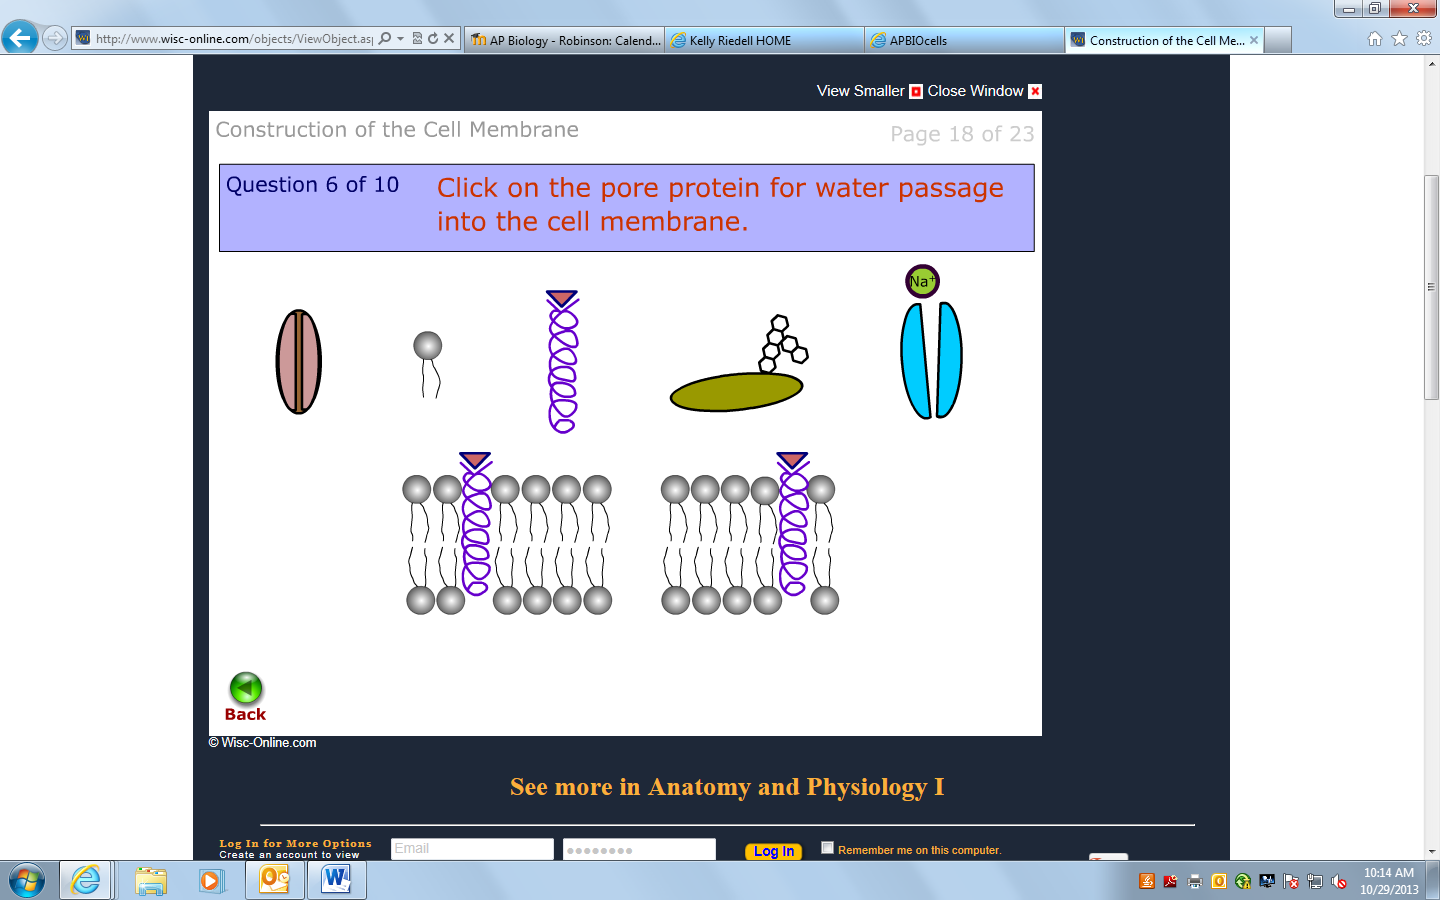 http://www.wisc-online.com/objects/ViewObject.asp
AP Biology - Robinson: Calend...
Kelly Riedell HOME
APBIOcells
Construction of the Cell Me...
View Smaller
Close Window
Construction of the Cell Membrane
Page 18 of 23
Question 6 of 10
Click on the pore protein for water passage
into the cell membrane.
Na+
Back
© Wisc-Online.com
See more in Anatomy and Physiology I
Log In for More Options
Create an account to view
Email
Log In
Remember me on this computer.
10:14 AM
10/29/2013